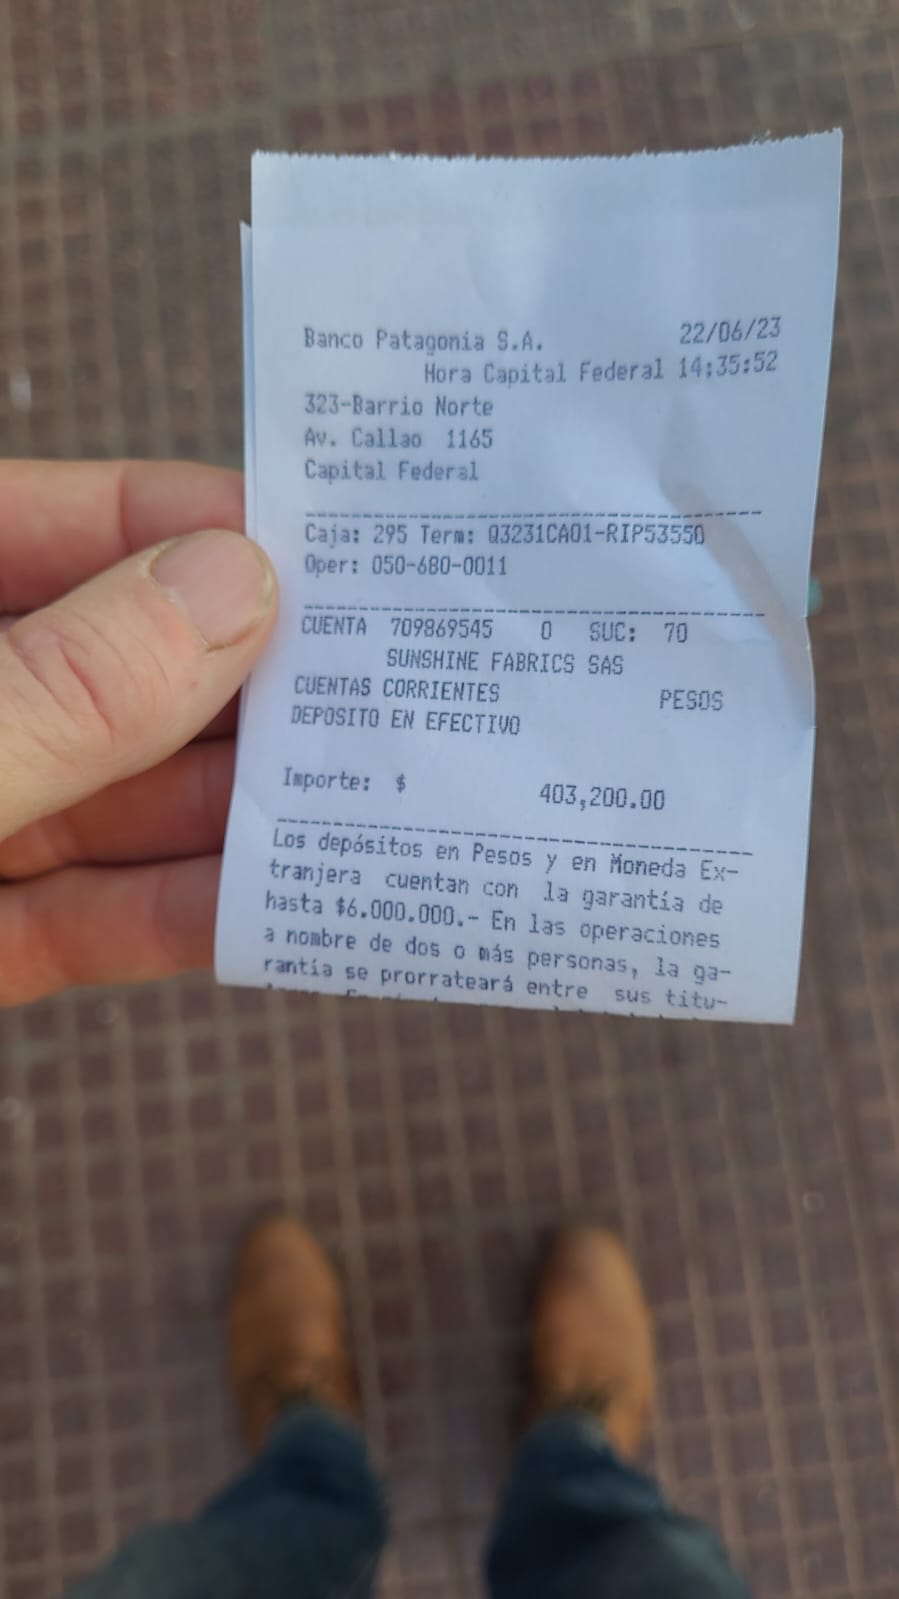 Banco Patagonia S.A. 22/06/23
Hora Capital Federal 14:35:52
323-Barrio Norte
Av. Callao 1165
Capital Federal
Caja: 295 Term: Q3231CA01-RIP53550
Oper: 050-680-0011
CUENTA 709869545 0 SUC: 70
SUNSHINE FABRICS SAS
CUENTAS CORRIENTES PESOS
DEPOSITO EN EFECTIVO
Importe: $ 403,200.00
Los depósitos en Pesos y en Moneda Ex-
tranjera cuentan con la garantía de
hasta $6.000.000.- En las operaciones
a nombre de dos o más personas, la ga-
rantía se prorrateará entre sus titu-